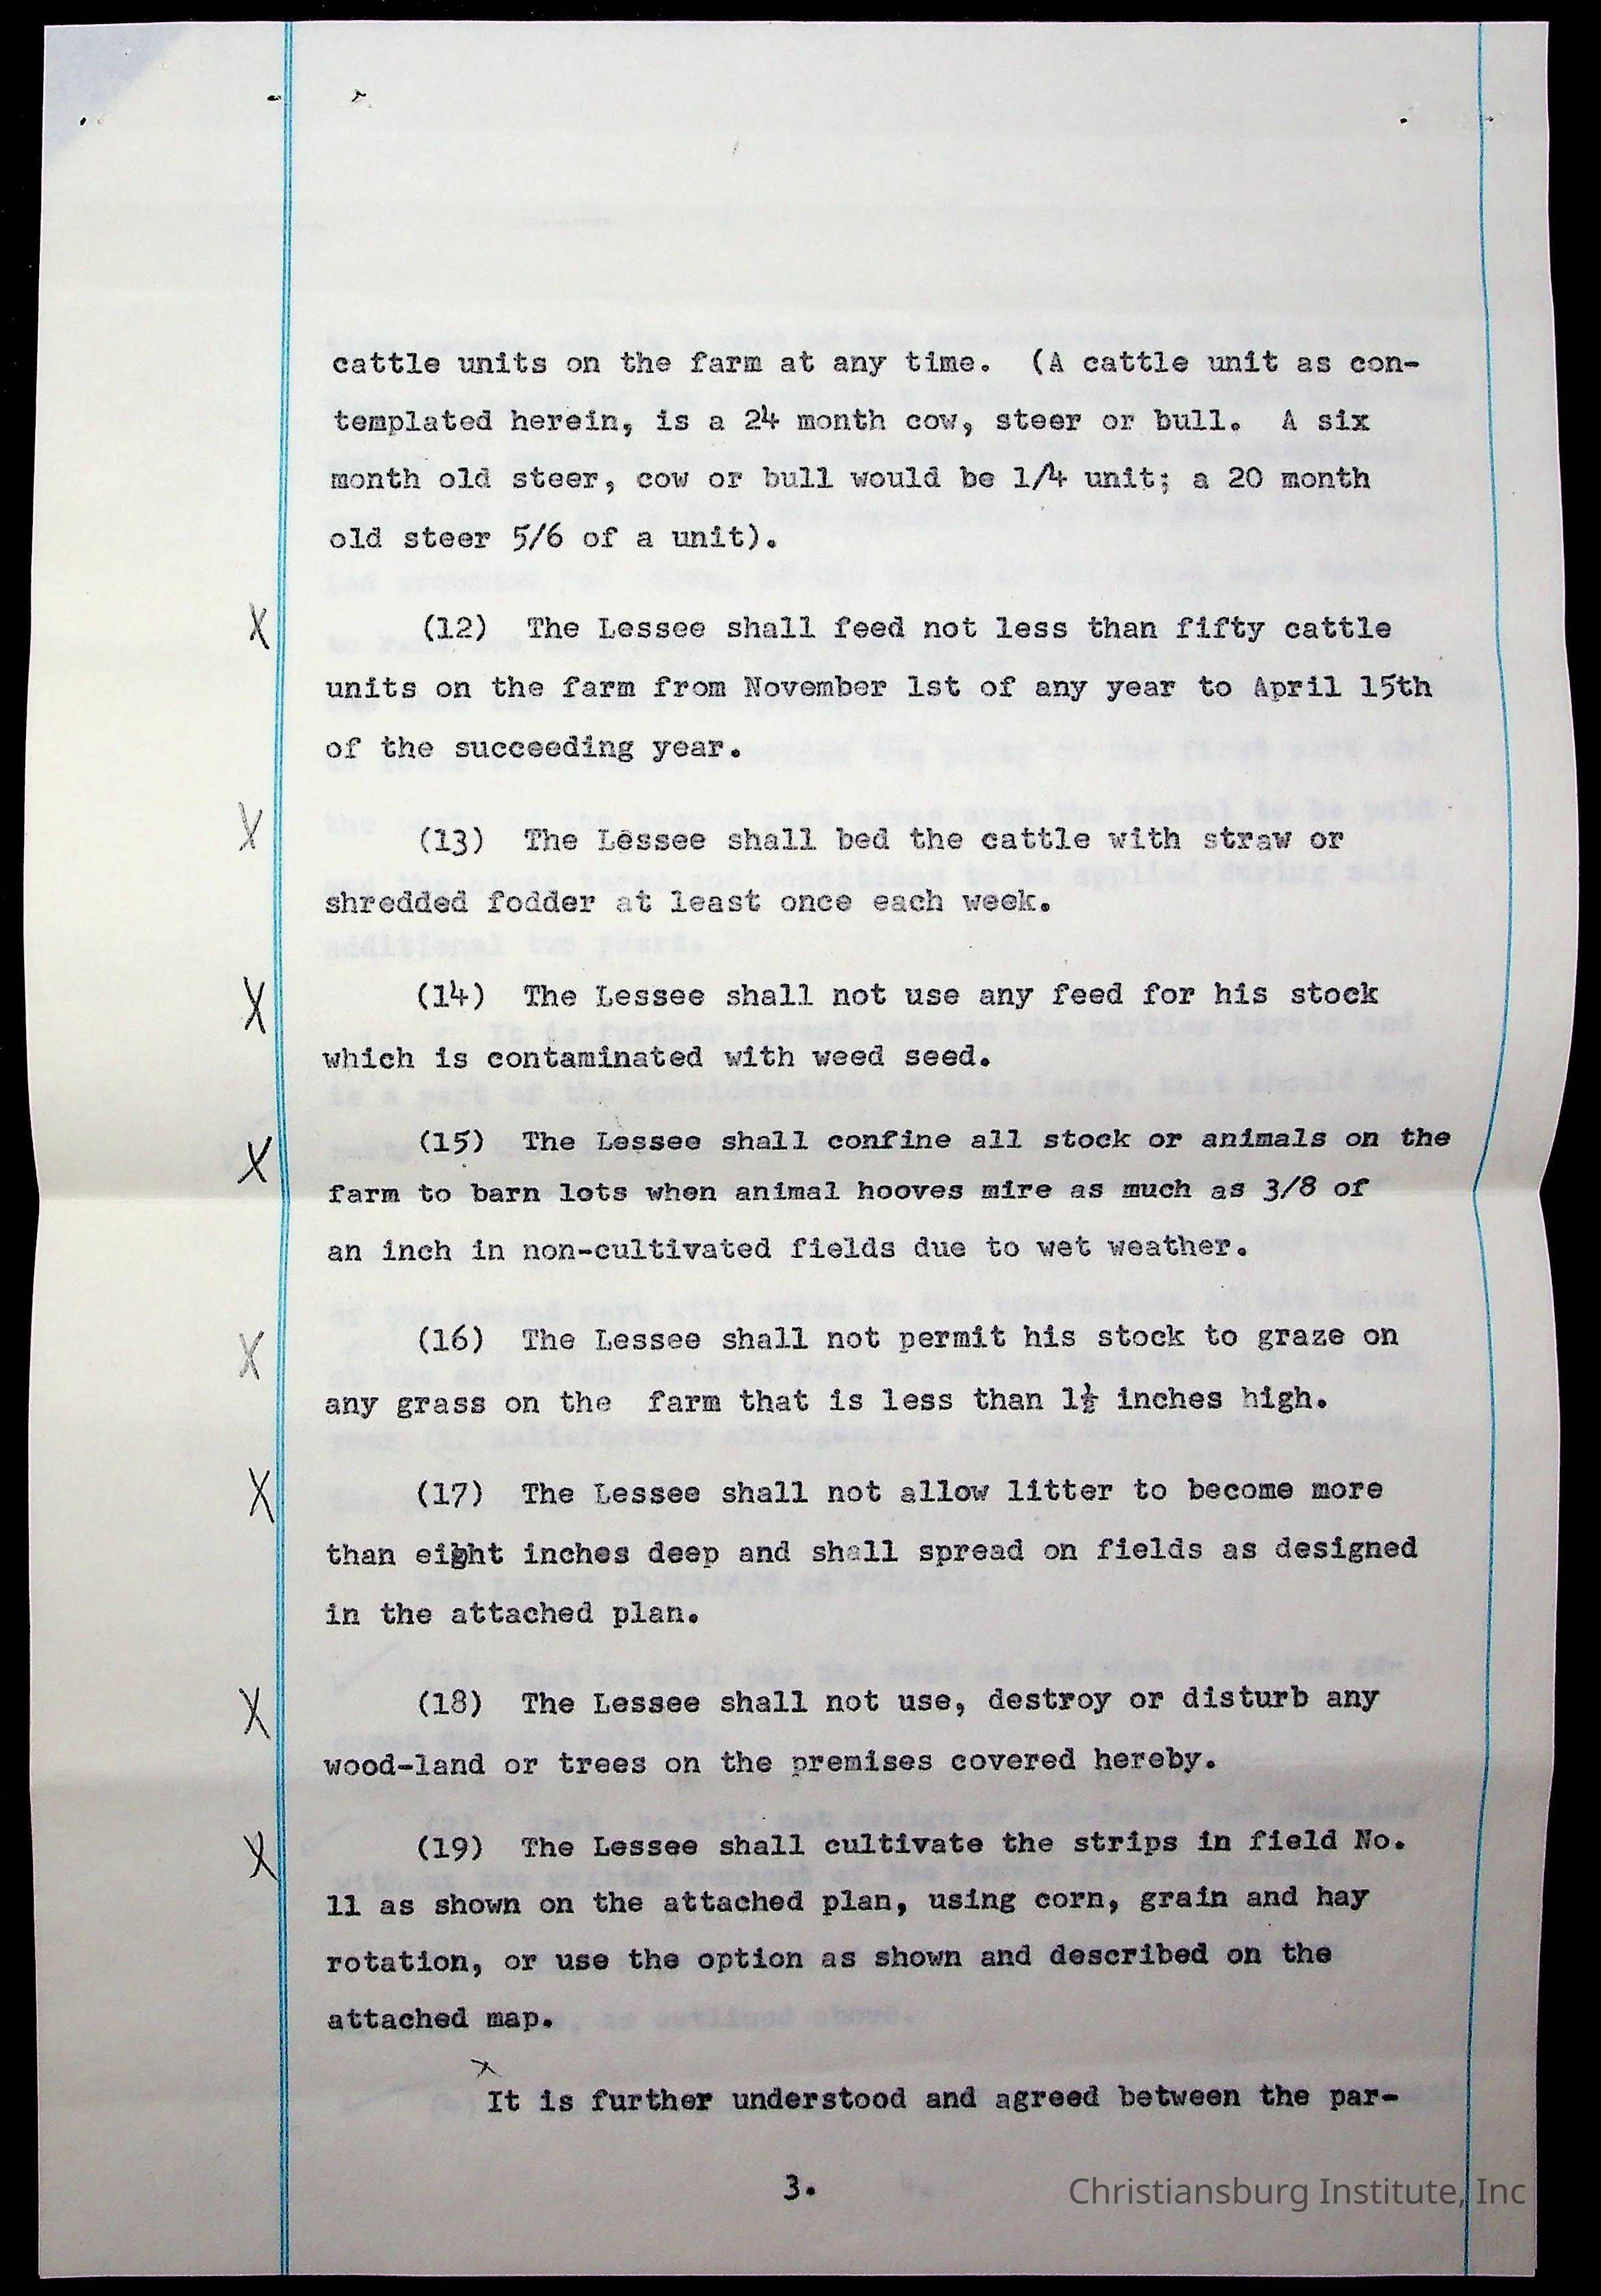 cattle units on the farm at any time.  (A cattle unit as con-
templated herein, is a 24 month cow, steer or bull.  A six
month old steer, cow or bull would be 1/4 unit; a 20 month
old steer 5/6 of a unit).
X (12)  The Lessee shall feed not less than fifty cattle
units on the farm from November 1st of any year to April 15th
of the succeeding year.
X (13)  The Lessee shall bed the cattle with straw or
shredded fodder at least once each week.
X (14)  The Lessee shall not use any feed for his stock
which is contaminated with weed seed.
X (15)  The Lessee shall confine all stock or animals on the
farm to barn lots when animal hooves mire as much as 3/8 of
an inch in non-cultivated fields due to wet weather.
X (16)  The Lessee shall not permit his stock to graze on
any grass on the  farm that is less than 1½ inches high.
X (17)  The Lessee shall not allow litter to become more
than eight inches deep and shall spread on fields as designed
in the attached plan.
X (18)  The Lessee shall not use, destroy or disturb any
wood-land or trees on the premises covered hereby.
X (19)  The Lessee shall cultivate the strips in field No.
11 as shown on the attached plan, using corn, grain and hay
rotation, or use the option as shown and described on the
attached map.
x
It is further understood and agreed between the par-
3.
Christiansburg Institute, Inc